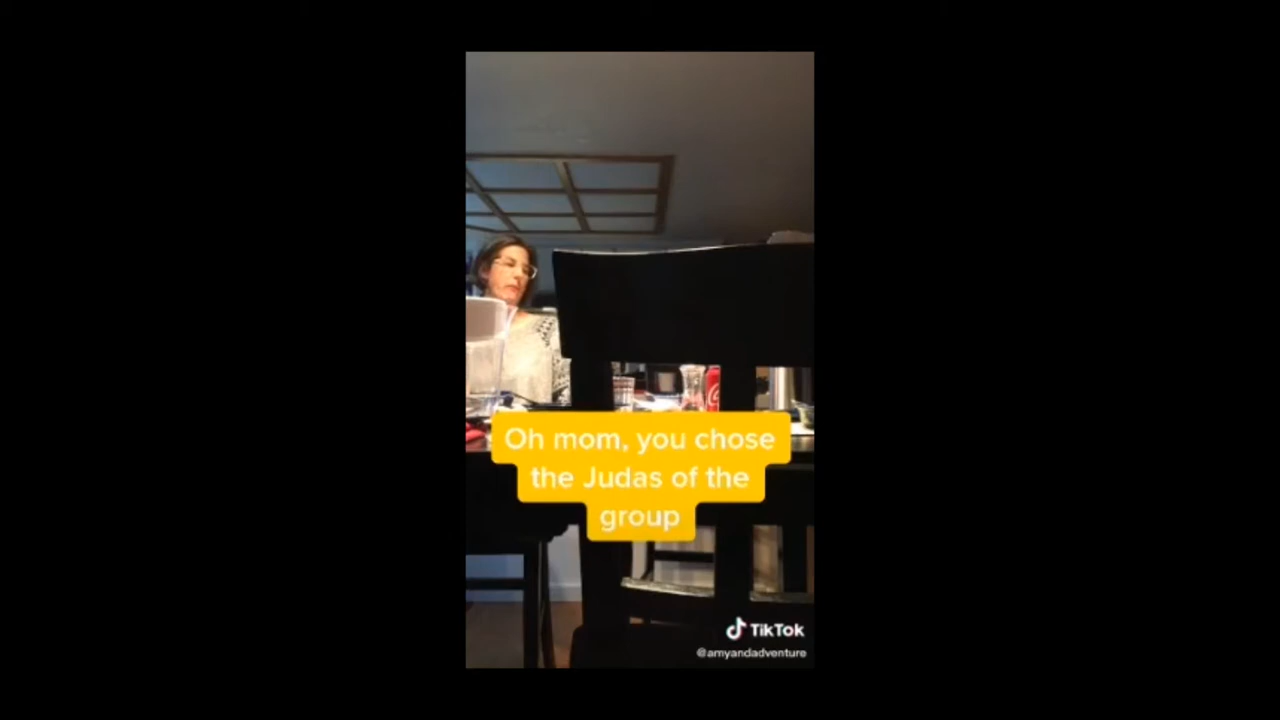 Oh mom, you chose
the Judas of the
group
TikTok
@amyandadventure